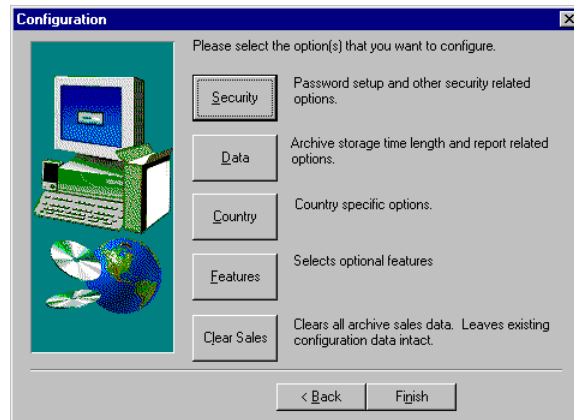 Configuration
Please select the option(s) that you want to configure.
Security
Password setup and other security related
options.
Data
Archive storage time length and report related
options.
Country
Country specific options.
Features
Selects optional features
Clear Sales
Clears all archive sales data. Leaves existing
configuration data intact.
< Back
Finish